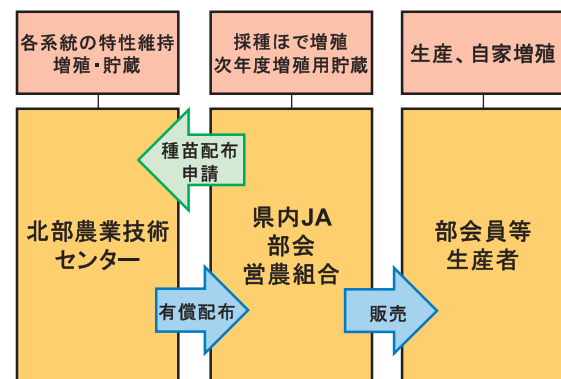 各系統の特性維持
増殖・貯蔵
採種ほで増殖
次年度増殖用貯蔵
生産、自家増殖
種苗配布
申請
北部農業技術
センター
県内JA
部会
営農組合
部会員等
生産者
有償配布
販売